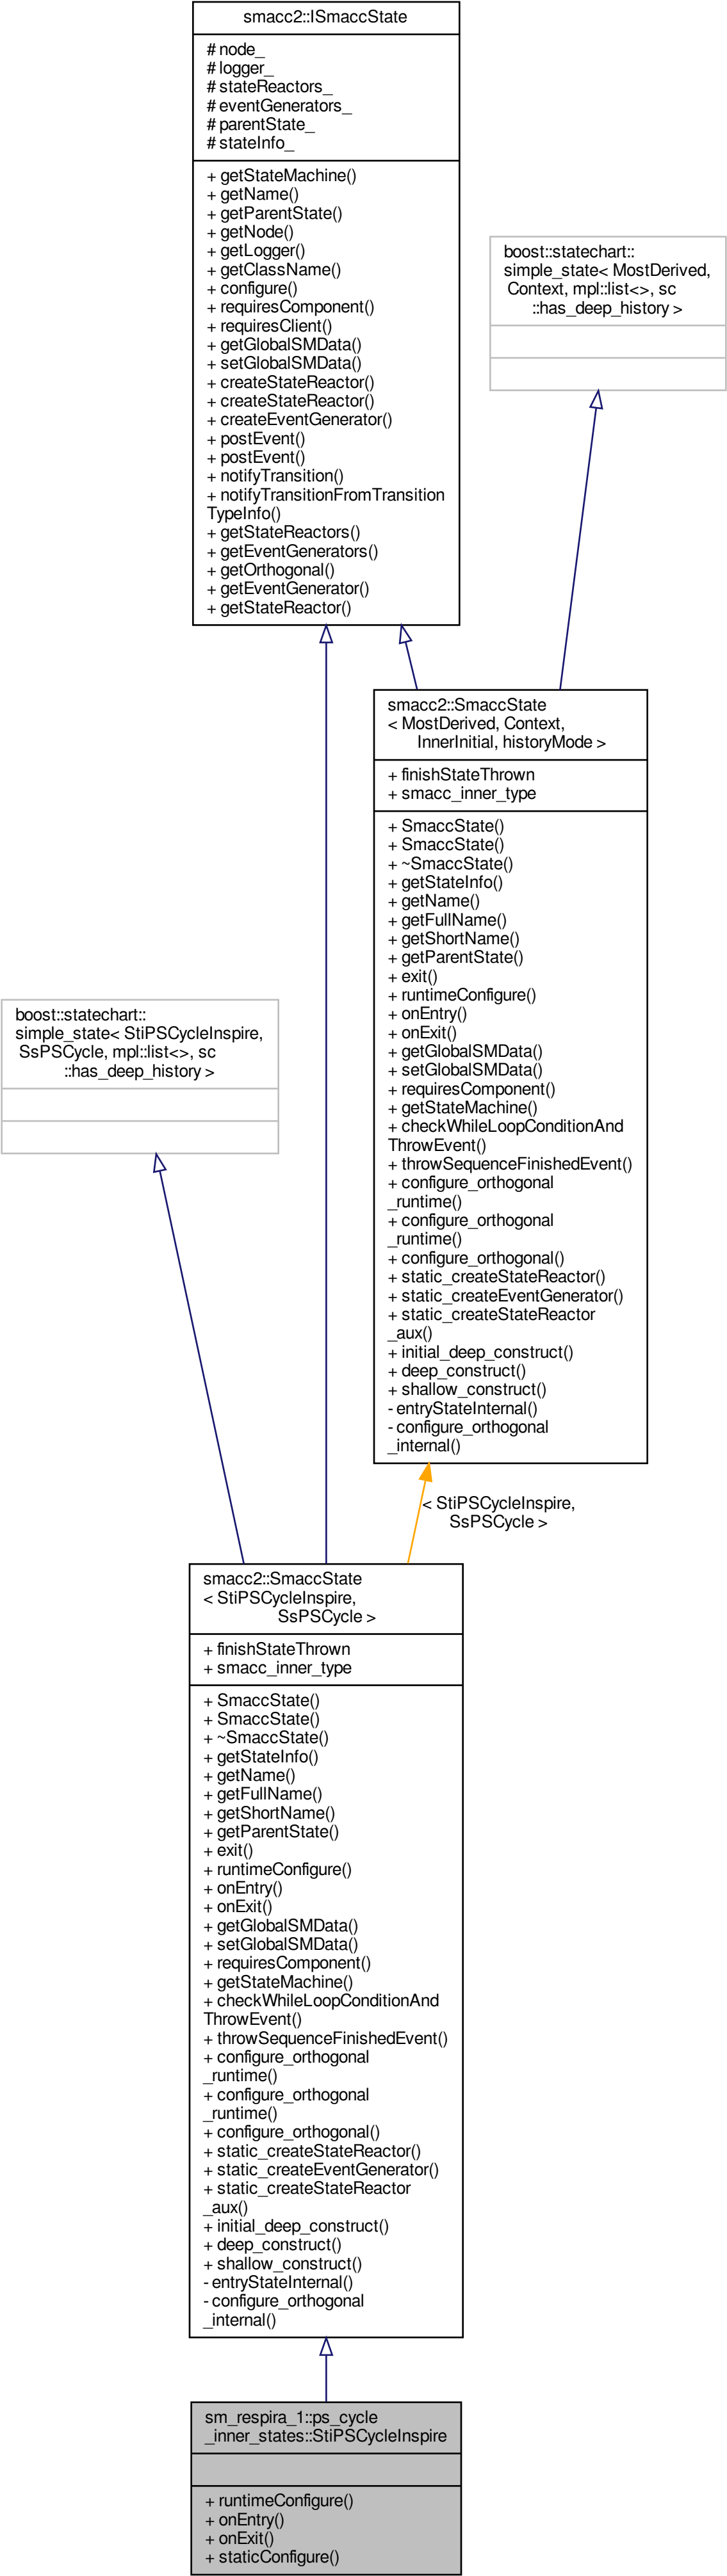 smacc2::ISmaccState
# node_
# logger_
# stateReactors_
# eventGenerators_
# parentState_
# stateInfo_
+ getStateMachine()
+ getName()
+ getParentState()
+ getNode()
+ getLogger()
+ getClassName()
+ configure()
+ requiresComponent()
+ requiresClient()
+ getGlobalSMData()
+ setGlobalSMData()
+ createStateReactor()
+ createStateReactor()
+ createEventGenerator()
+ postEvent()
+ postEvent()
+ notifyTransition()
+ notifyTransitionFromTransition
TypeInfo()
+ getStateReactors()
+ getEventGenerators()
+ getOrthogonal()
+ getEventGenerator()
+ getStateReactor()
boost::statechart::
simple_state< MostDerived,
Context, mpl::list<>, sc
::has_deep_history >
smacc2::SmaccState
< MostDerived, Context,
InnerInitial, historyMode >
+ finishStateThrown
+ smacc_inner_type
+ SmaccState()
+ SmaccState()
+ ~SmaccState()
+ getStateInfo()
+ getName()
+ getFullName()
+ getShortName()
+ getParentState()
+ exit()
+ runtimeConfigure()
+ onEntry()
+ onExit()
+ getGlobalSMData()
+ setGlobalSMData()
+ requiresComponent()
+ getStateMachine()
+ checkWhileLoopConditionAnd
ThrowEvent()
+ throwSequenceFinishedEvent()
+ configure_orthogonal
_runtime()
+ configure_orthogonal
_runtime()
+ configure_orthogonal()
+ static_createStateReactor()
+ static_createEventGenerator()
+ static_createStateReactor
_aux()
+ initial_deep_construct()
+ deep_construct()
+ shallow_construct()
- entryStateInternal()
- configure_orthogonal
_internal()
boost::statechart::
simple_state< StiPSCycleInspire,
SsPSCycle, mpl::list<>, sc
::has_deep_history >
< StiPSCycleInspire,
SsPSCycle >
smacc2::SmaccState
< StiPSCycleInspire,
SsPSCycle >
+ finishStateThrown
+ smacc_inner_type
+ SmaccState()
+ SmaccState()
+ ~SmaccState()
+ getStateInfo()
+ getName()
+ getFullName()
+ getShortName()
+ getParentState()
+ exit()
+ runtimeConfigure()
+ onEntry()
+ onExit()
+ getGlobalSMData()
+ setGlobalSMData()
+ requiresComponent()
+ getStateMachine()
+ checkWhileLoopConditionAnd
ThrowEvent()
+ throwSequenceFinishedEvent()
+ configure_orthogonal
_runtime()
+ configure_orthogonal
_runtime()
+ configure_orthogonal()
+ static_createStateReactor()
+ static_createEventGenerator()
+ static_createStateReactor
_aux()
+ initial_deep_construct()
+ deep_construct()
+ shallow_construct()
- entryStateInternal()
- configure_orthogonal
_internal()
sm_respira_1::ps_cycle
_inner_states::StiPSCycleInspire
+ runtimeConfigure()
+ onEntry()
+ onExit()
+ staticConfigure()